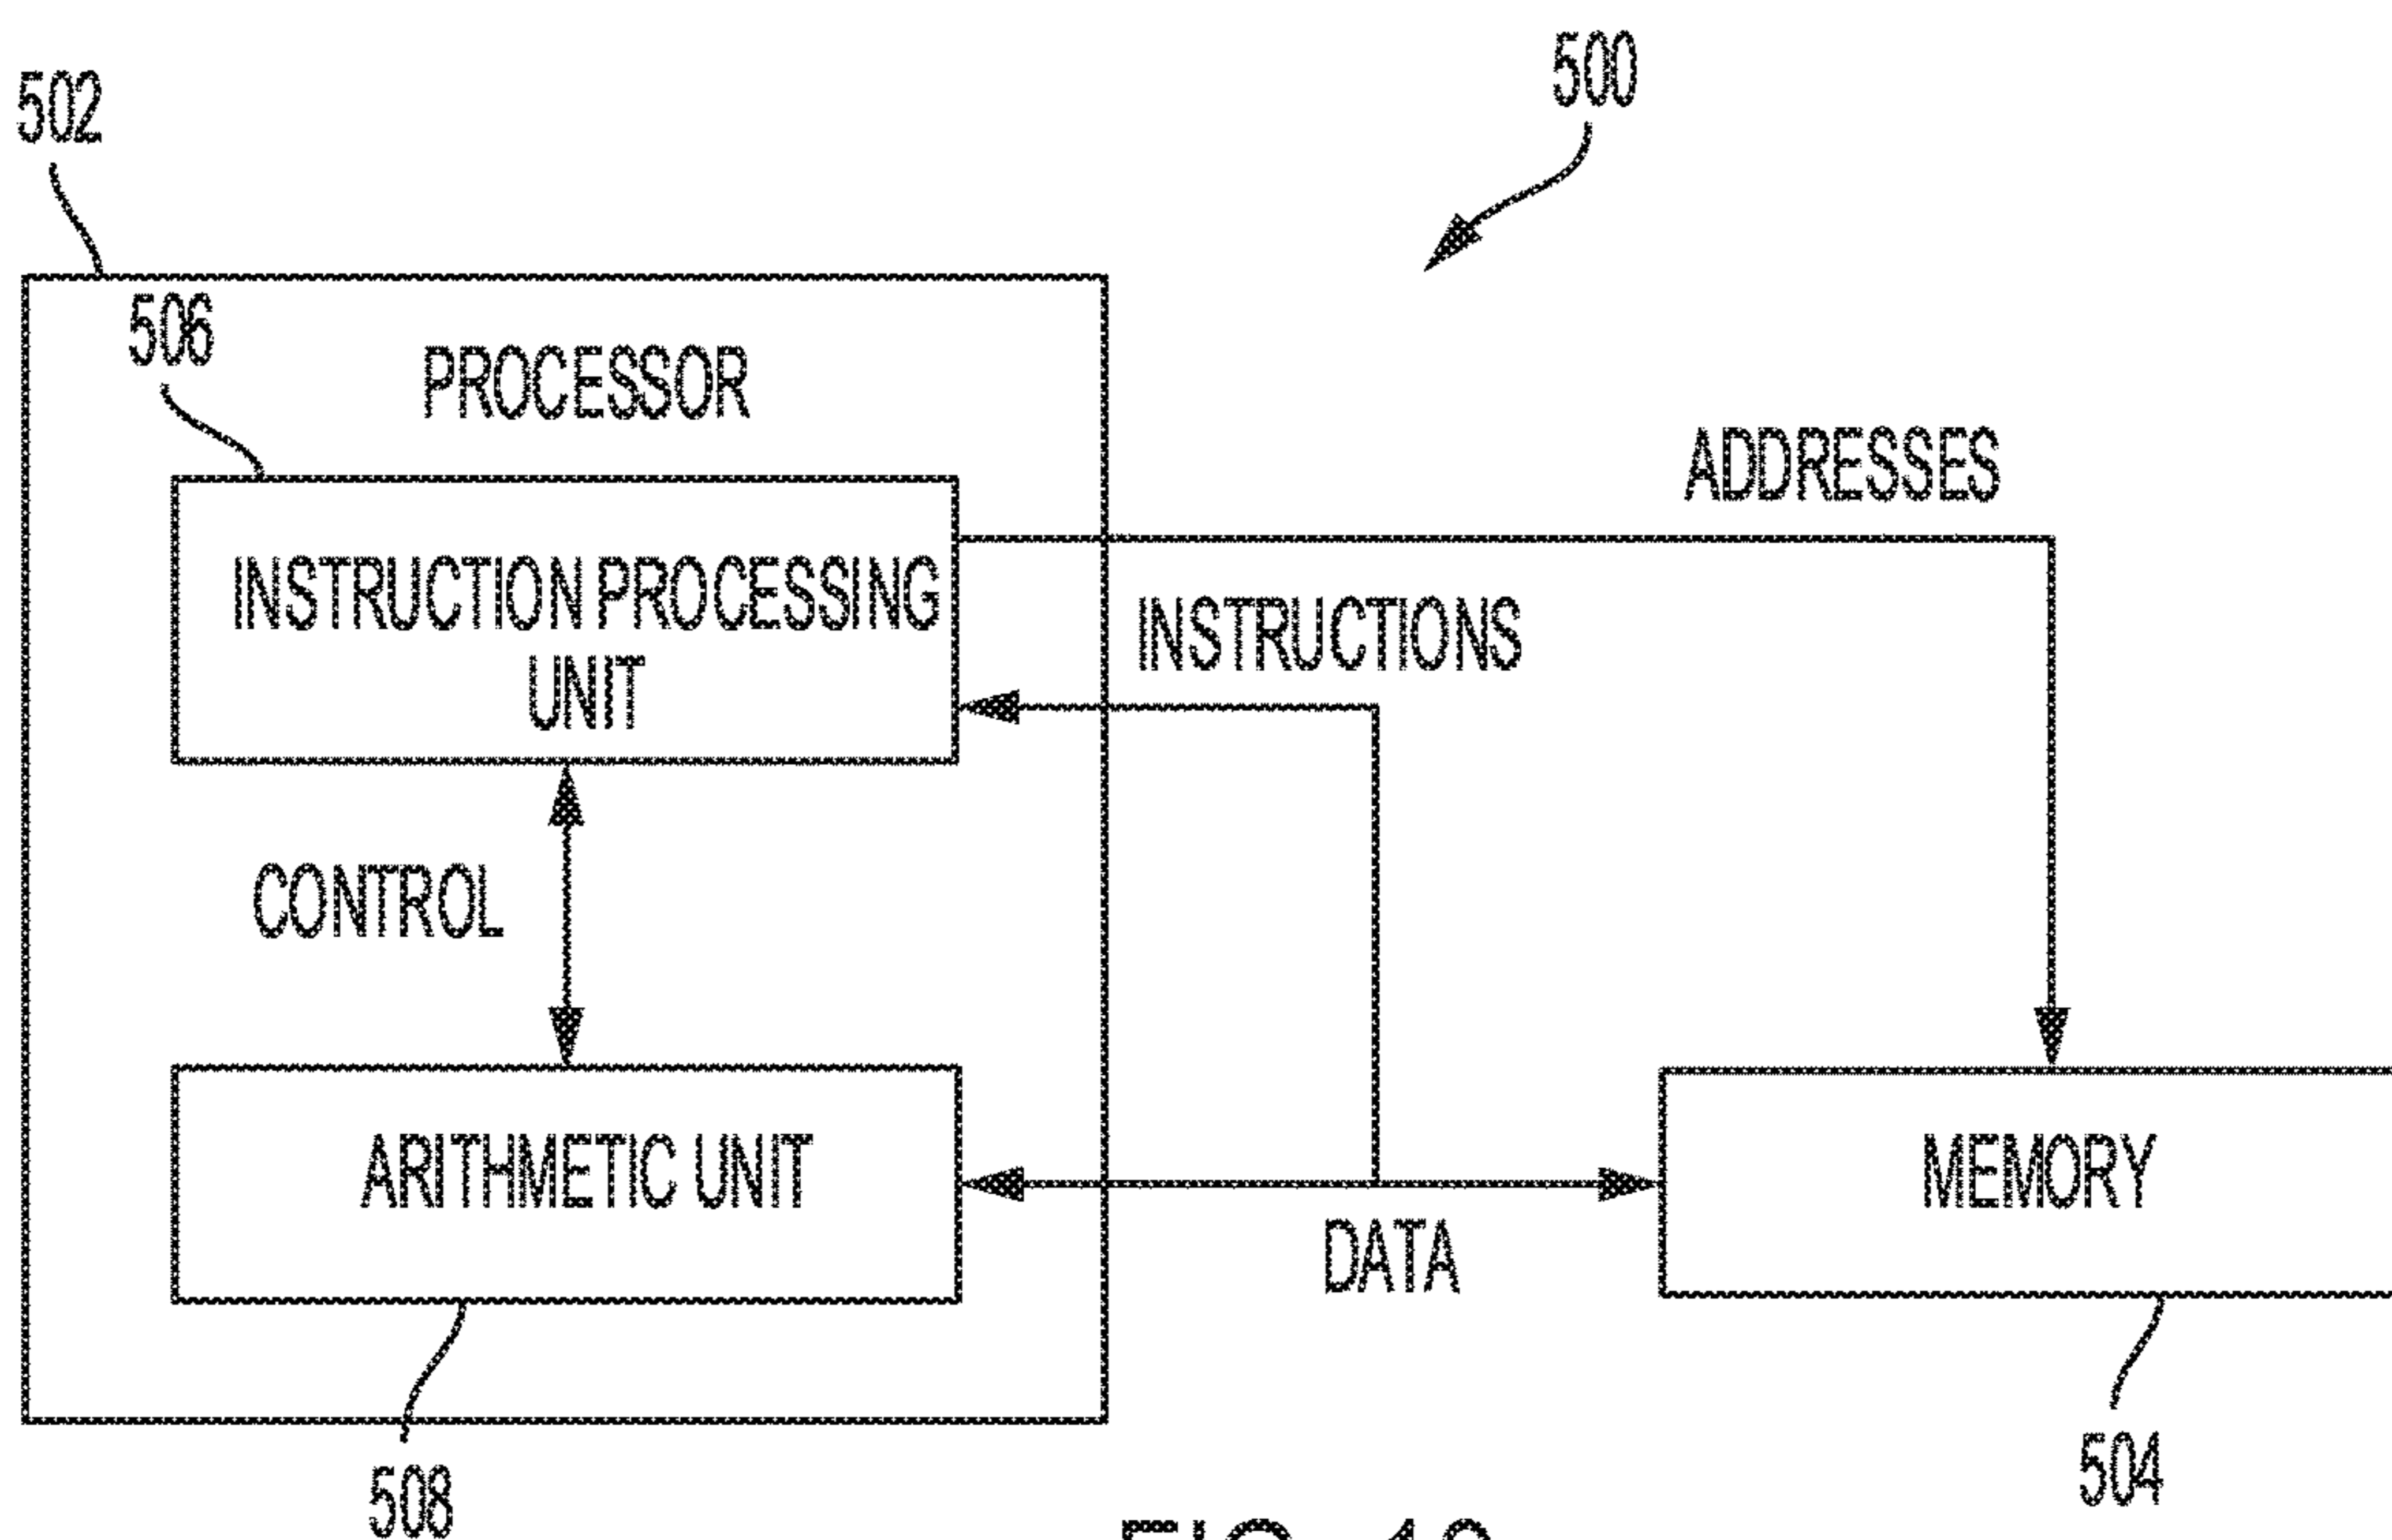 500
502
506
PROCESSOR
ADDRESSES
INSTRUCTION PROCESSING
UNIT
INSTRUCTIONS
CONTROL
ARITHMETIC UNIT
MEMORY
DATA
504
508